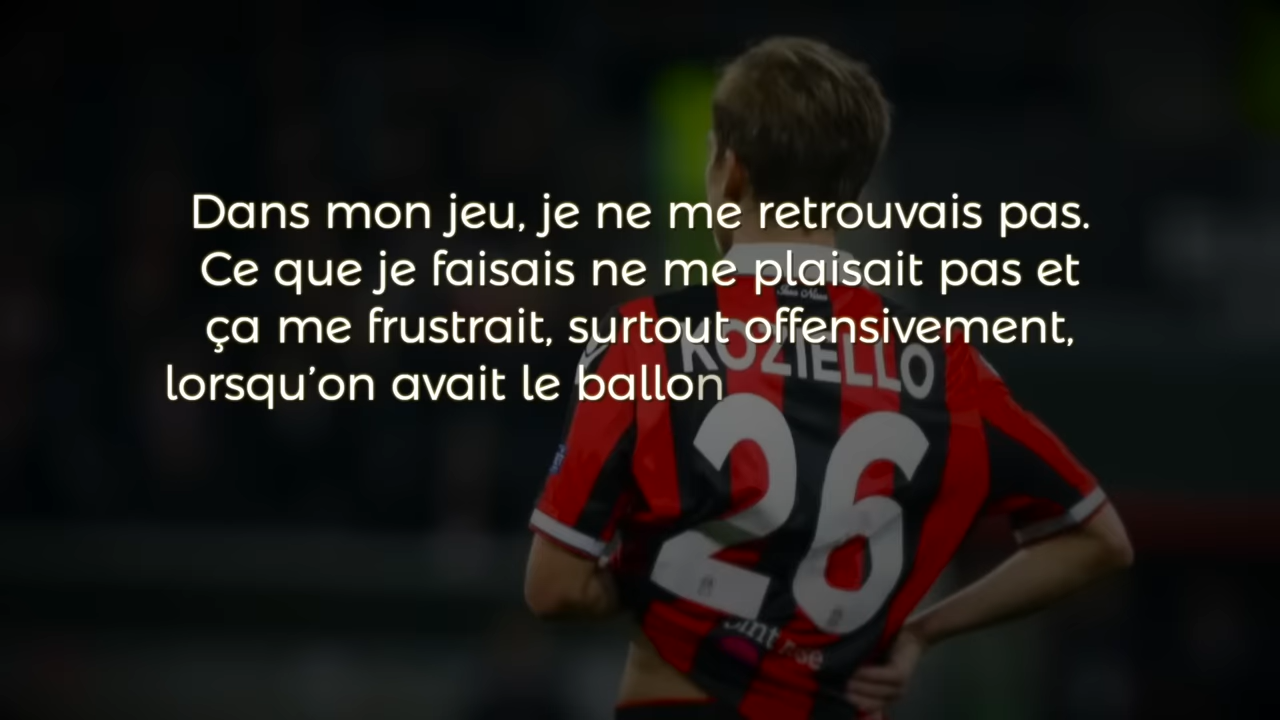 Dans mon jeu, je ne me retrouvais pas.
Ce que je faisais ne me plaisait pas et
ça me frustrait, surtout offensivement,
lorsqu’on avait le ballon
KOZIELLO
26